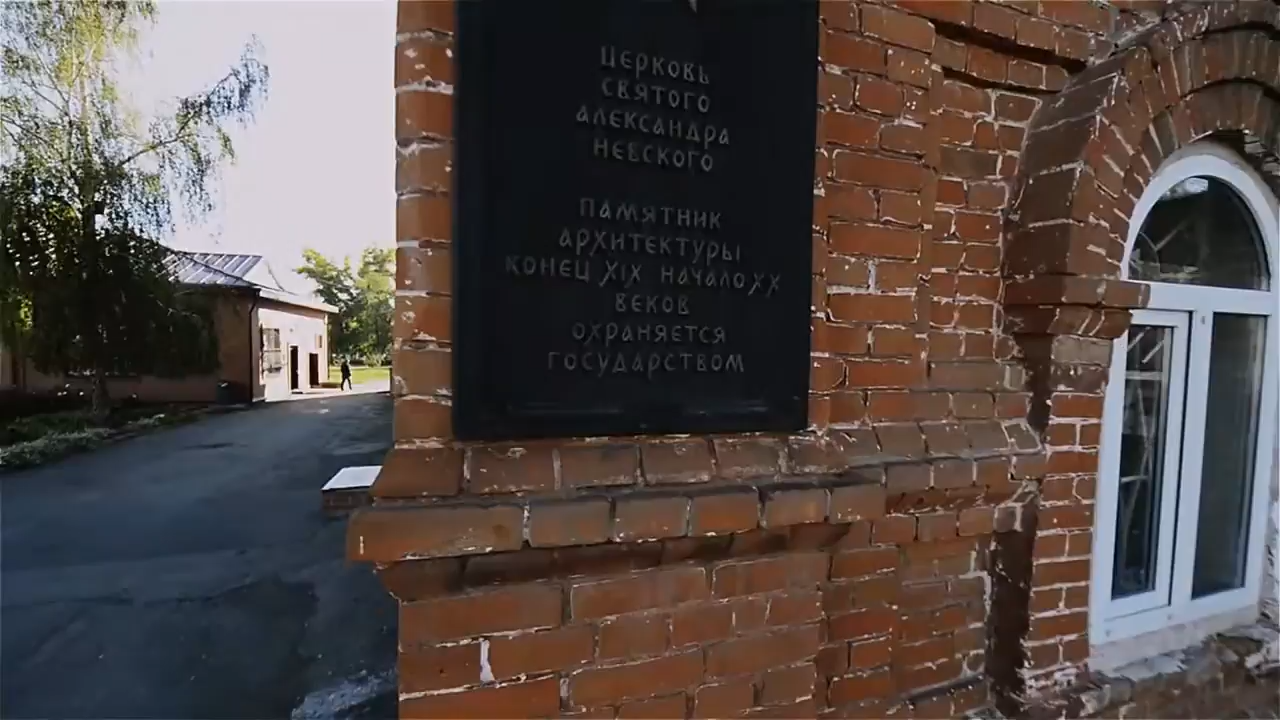 ЦЕРКОВЬ
СВЯТОГО
АЛЕКСАНДРА
НЕВСКОГО
ПАМЯТНИК
АРХИТЕКТУРЫ
КОНЕЦ XIX НАЧАЛО XX
ВЕКОВ
ОХРАНЯЕТСЯ
ГОСУДАРСТВОМ